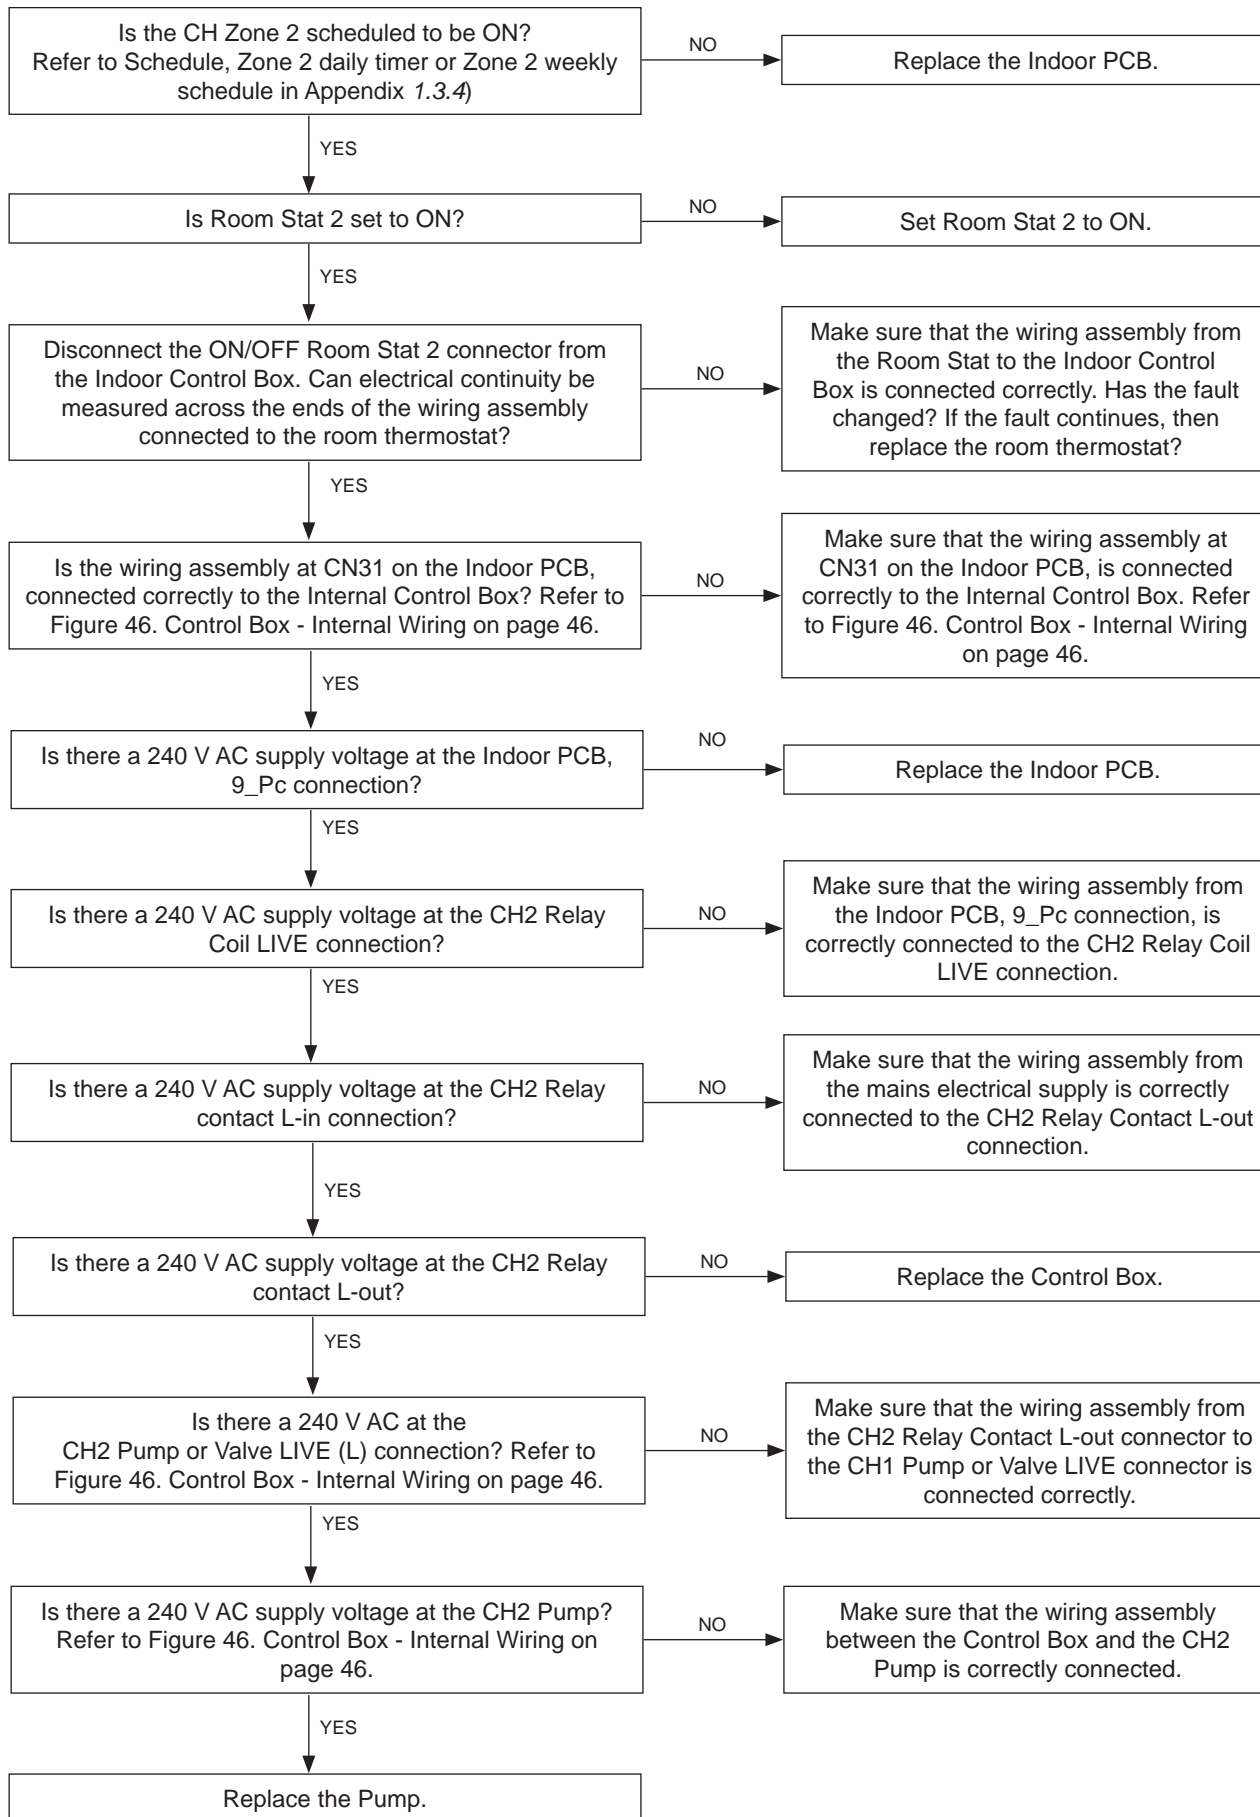 Is the CH Zone 2 scheduled to be ON?
Refer to Schedule, Zone 2 daily timer or Zone 2 weekly
schedule in Appendix 1.3.4)
NO
Replace the Indoor PCB.
YES
Is Room Stat 2 set to ON?
NO
Set Room Stat 2 to ON.
YES
Disconnect the ON/OFF Room Stat 2 connector from
the Indoor Control Box. Can electrical continuity be
measured across the ends of the wiring assembly
connected to the room thermostat?
NO
Make sure that the wiring assembly from
the Room Stat to the Indoor Control
Box is connected correctly. Has the fault
changed? If the fault continues, then
replace the room thermostat?
YES
Is the wiring assembly at CN31 on the Indoor PCB,
connected correctly to the Internal Control Box? Refer to
Figure 46. Control Box - Internal Wiring on page 46.
NO
Make sure that the wiring assembly at
CN31 on the Indoor PCB, is connected
correctly to the Internal Control Box. Refer
to Figure 46. Control Box - Internal Wiring
on page 46.
YES
Is there a 240 V AC supply voltage at the Indoor PCB,
9_Pc connection?
NO
Replace the Indoor PCB.
YES
Is there a 240 V AC supply voltage at the CH2 Relay
Coil LIVE connection?
NO
Make sure that the wiring assembly from
the Indoor PCB, 9_Pc connection, is
correctly connected to the CH2 Relay Coil
LIVE connection.
YES
Is there a 240 V AC supply voltage at the CH2 Relay
contact L-in connection?
NO
Make sure that the wiring assembly from
the mains electrical supply is correctly
connected to the CH2 Relay Contact L-out
connection.
YES
Is there a 240 V AC supply voltage at the CH2 Relay
contact L-out?
NO
Replace the Control Box.
YES
Is there a 240 V AC at the
CH2 Pump or Valve LIVE (L) connection? Refer to
Figure 46. Control Box - Internal Wiring on page 46.
NO
Make sure that the wiring assembly from
the CH2 Relay Contact L-out connector to
the CH1 Pump or Valve LIVE connector is
connected correctly.
YES
Is there a 240 V AC supply voltage at the CH2 Pump?
Refer to Figure 46. Control Box - Internal Wiring on
page 46.
NO
Make sure that the wiring assembly
between the Control Box and the CH2
Pump is correctly connected.
YES
Replace the Pump.